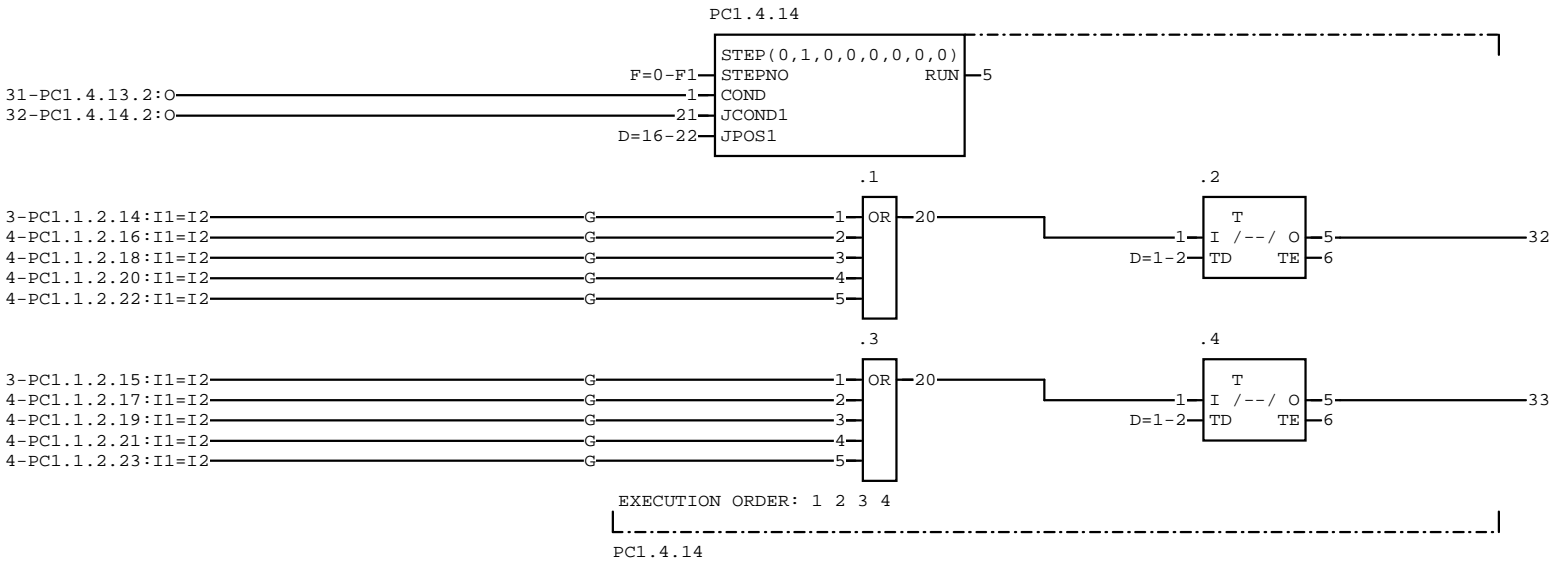 PC1.4.14
STEP(0,1,0,0,0,0,0,0)
F=0-F1 STEPNO RUN 5
31-PC1.4.13.2:O 1 COND
32-PC1.4.14.2:O 21 JCOND1
D=16-22 JPOS1
.1 .2
3-PC1.1.2.14:I1=I2 G 1 OR 20 T
4-PC1.1.2.16:I1=I2 G 2 1 I /--/ O 5 32
4-PC1.1.2.18:I1=I2 G 3 D=1-2 TD TE 6
4-PC1.1.2.20:I1=I2 G 4
4-PC1.1.2.22:I1=I2 G 5
.3 .4
3-PC1.1.2.15:I1=I2 G 1 OR 20 T
4-PC1.1.2.17:I1=I2 G 2 1 I /--/ O 5 33
4-PC1.1.2.19:I1=I2 G 3 D=1-2 TD TE 6
4-PC1.1.2.21:I1=I2 G 4
4-PC1.1.2.23:I1=I2 G 5
EXECUTION ORDER: 1 2 3 4
PC1.4.14